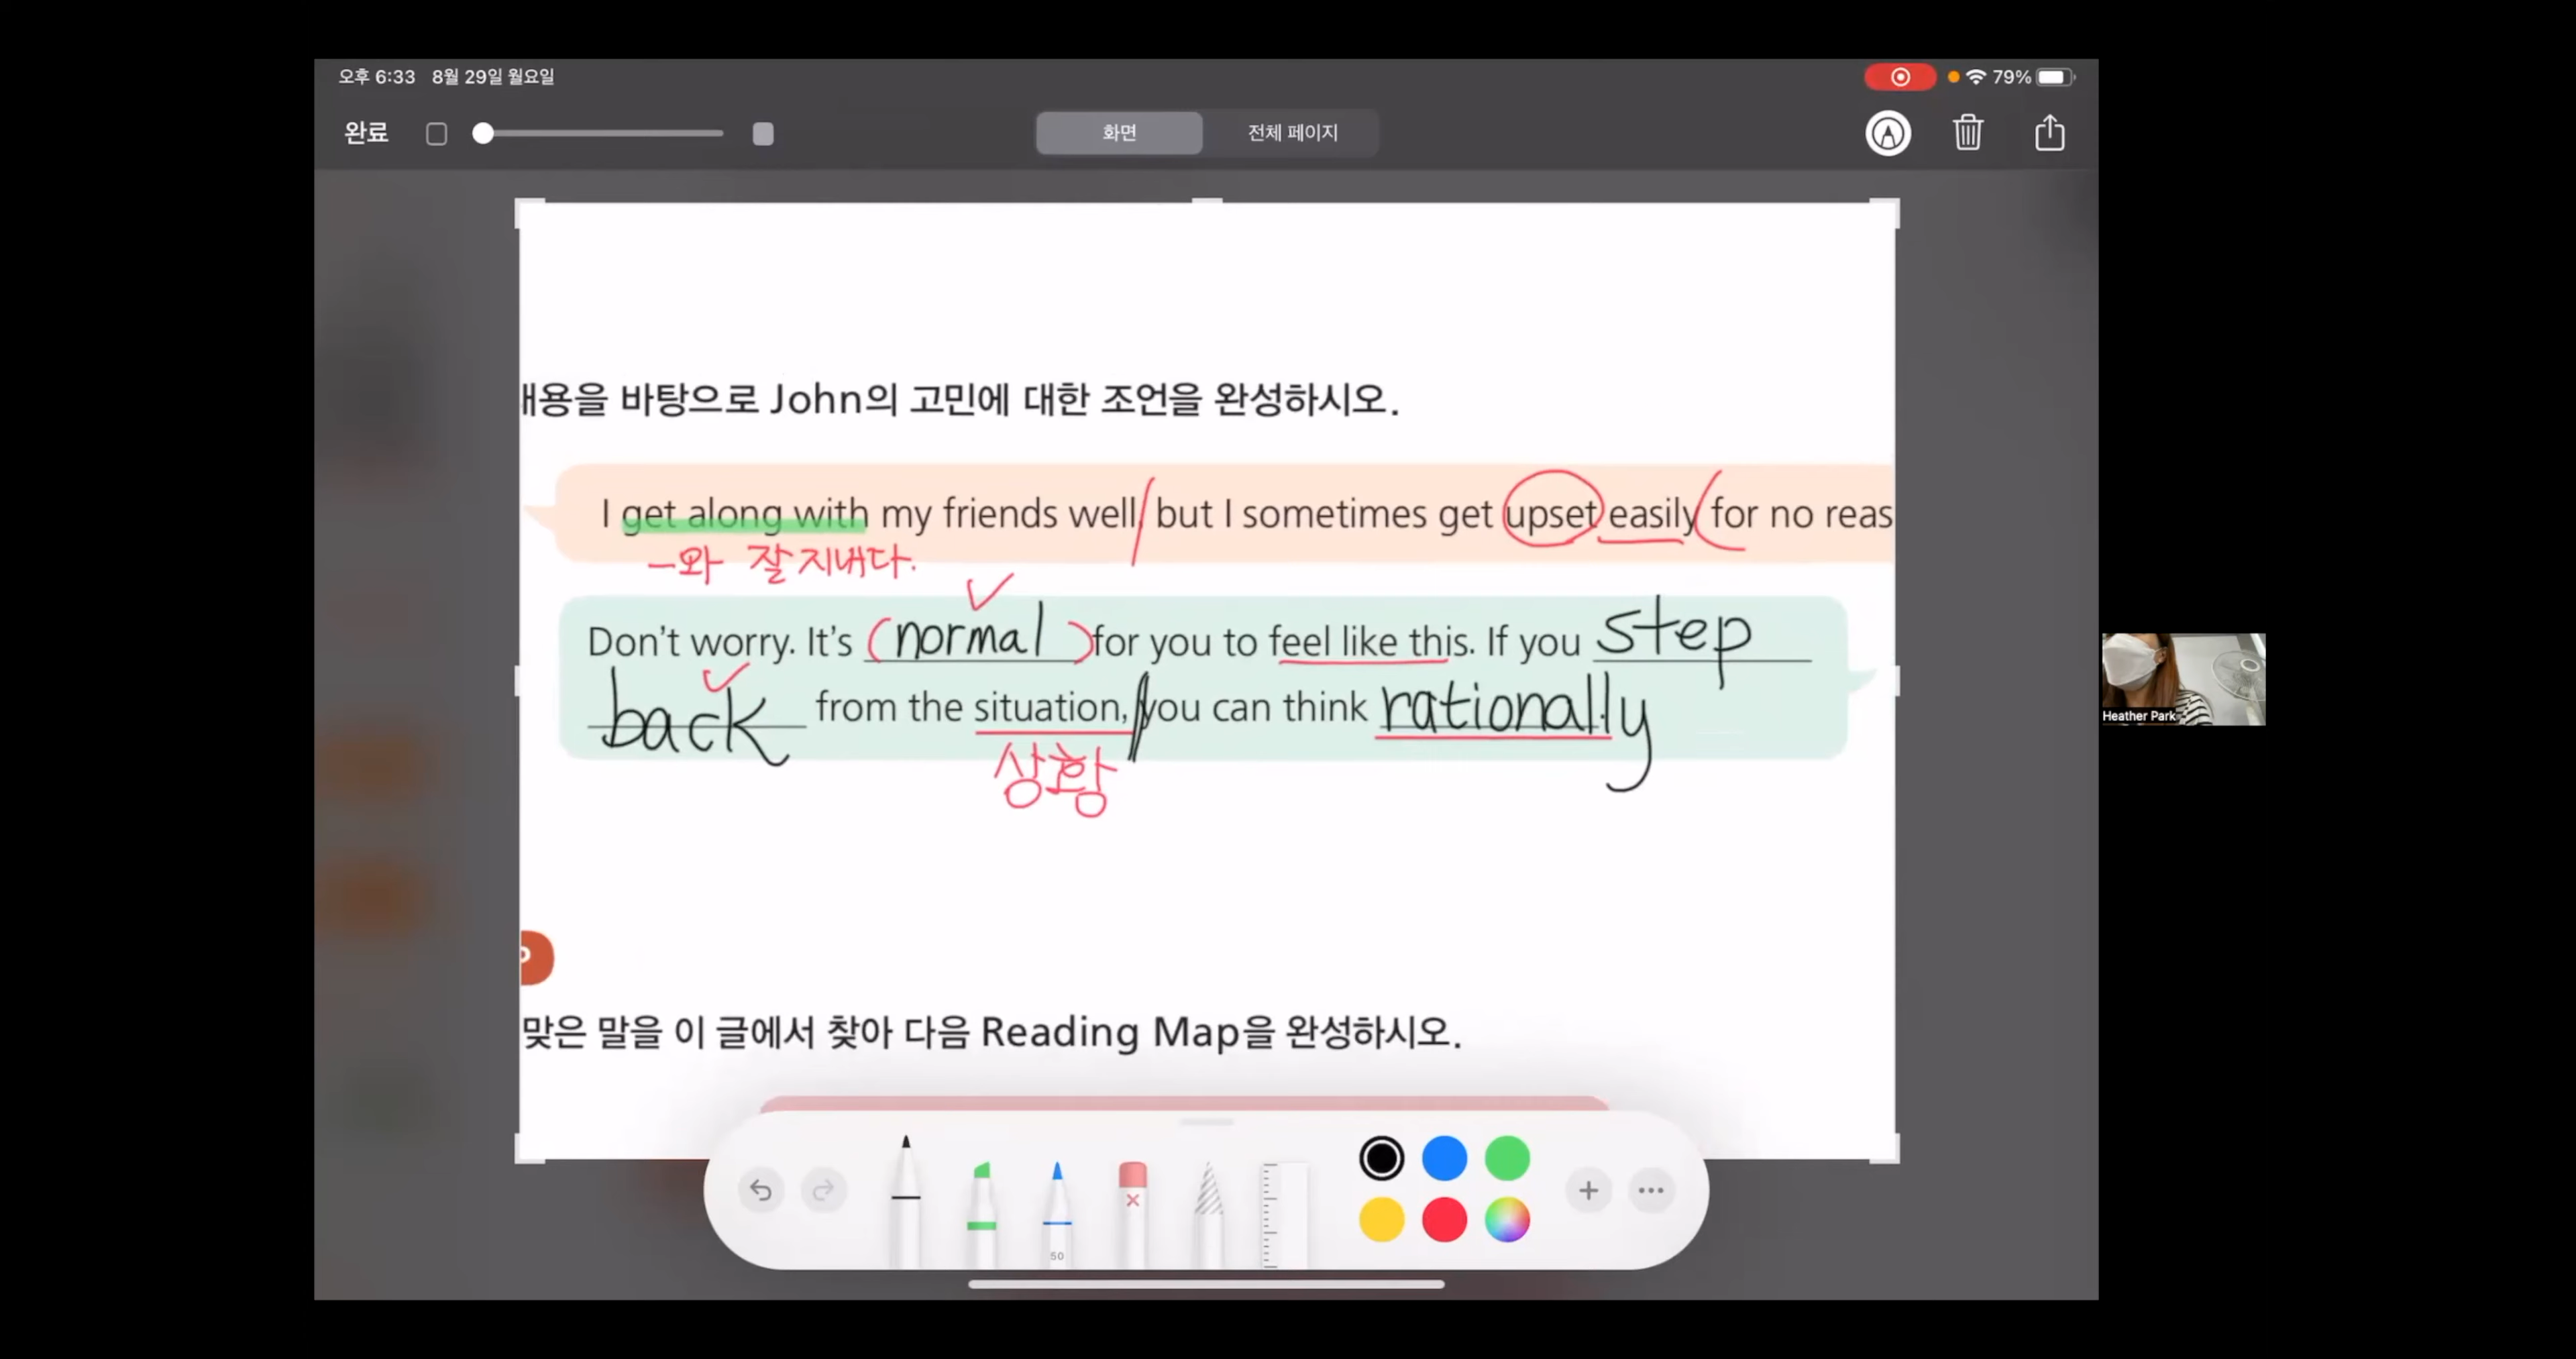 오후 6:33 8월 29일 월요일
79%
완료
화면
전체 페이지
내용을 바탕으로 John의 고민에 대한 조언을 완성하시오.
I get along with my friends well, but I sometimes get upset easily for no reas
~와 잘 지내다.
Don't worry. It's (normal) for you to feel like this. If you step
back from the situation, you can think rationally.
상황
Heather Park
P
맞은 말을 이 글에서 찾아 다음 Reading Map을 완성하시오.
50